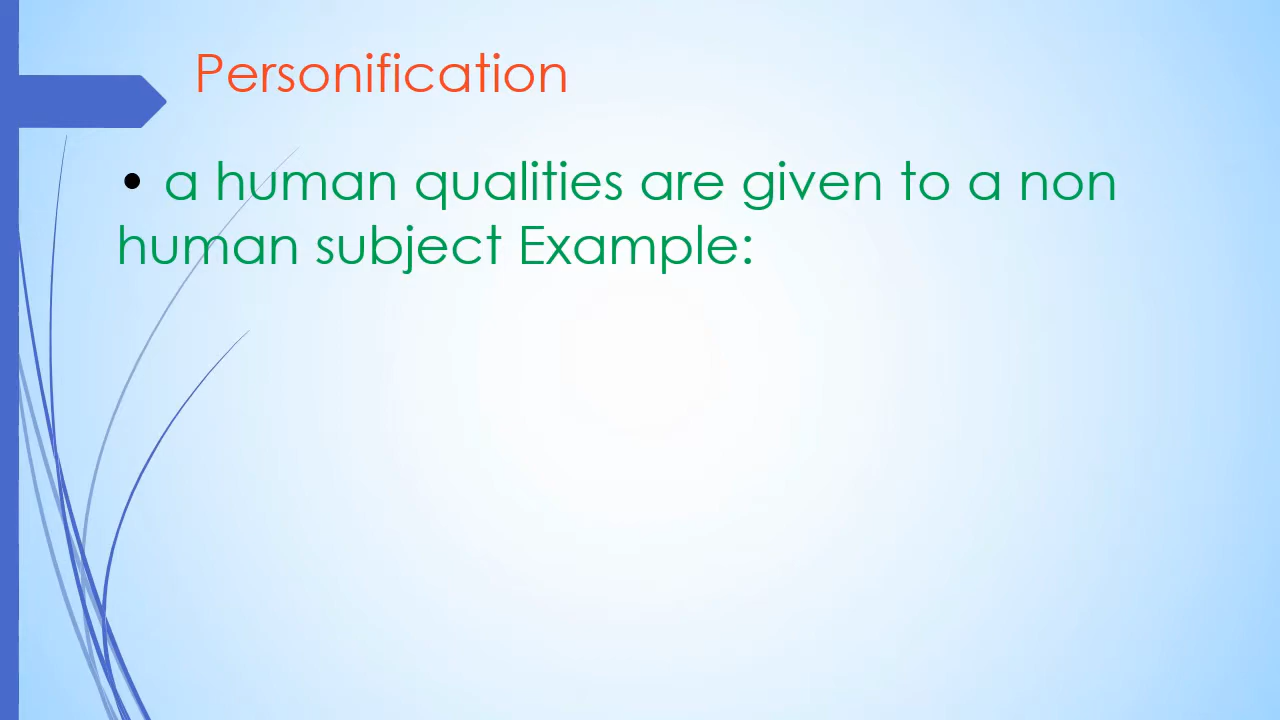 Personification
• a human qualities are given to a non
human subject Example: